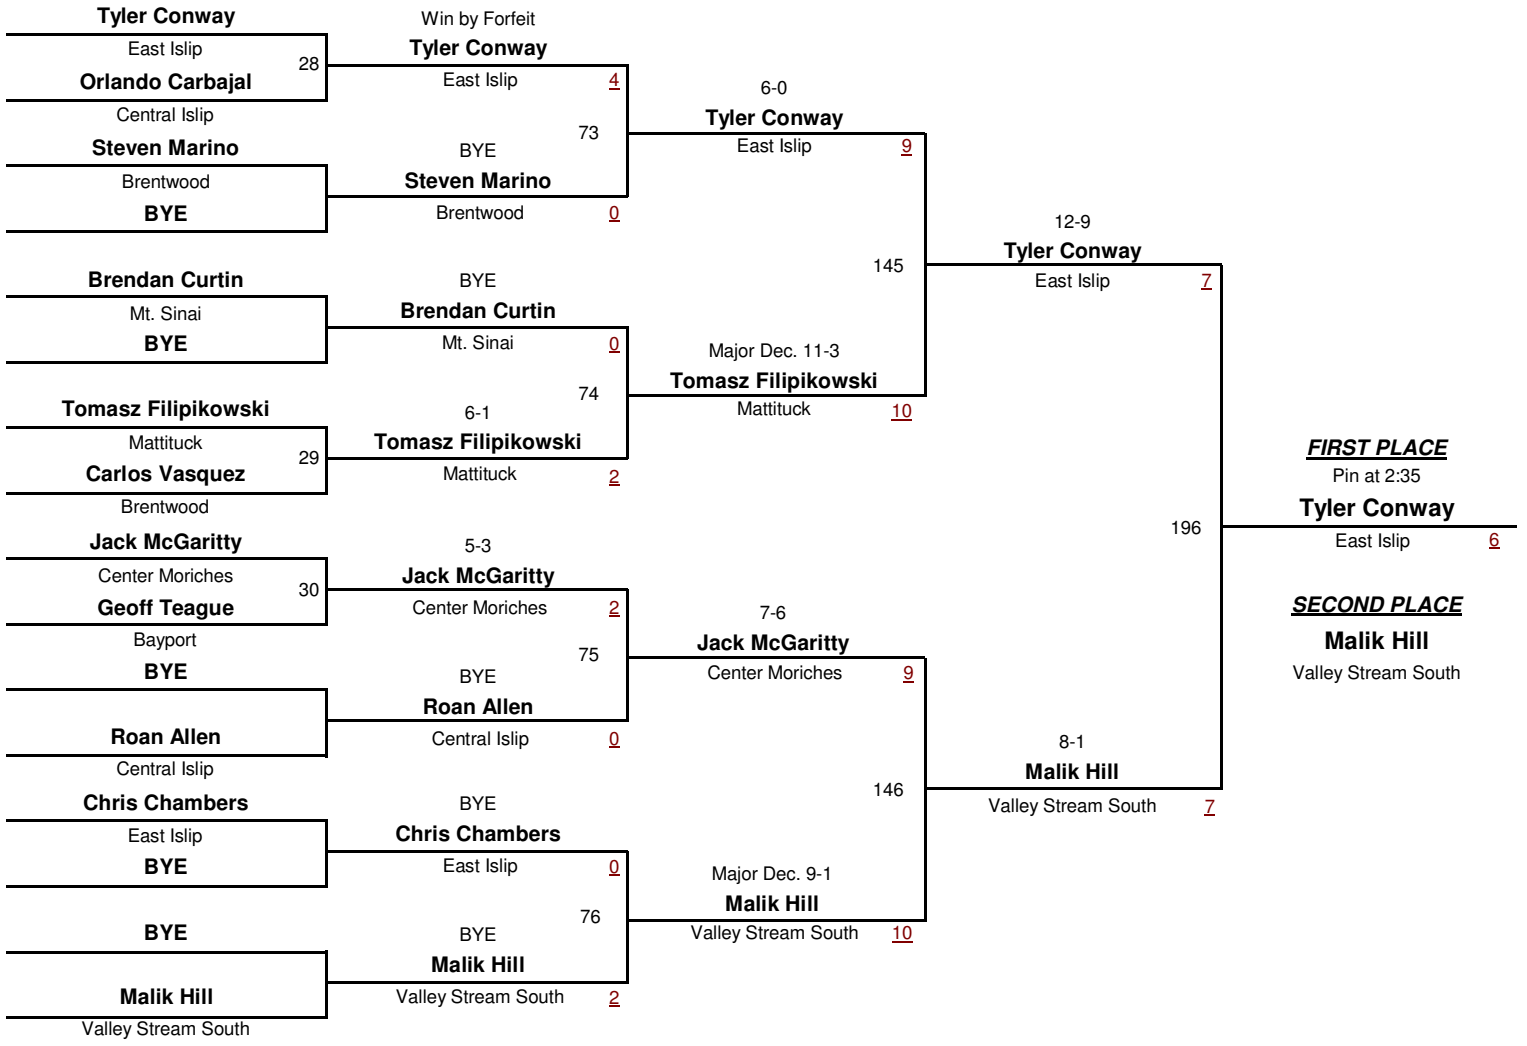 Tyler Conway
East Islip
28
Orlando Carbajal
Central Islip
Steven Marino
Brentwood
BYE
Brendan Curtin
Mt. Sinai
BYE
Tomasz Filipikowski
Mattituck
29
Carlos Vasquez
Brentwood
Jack McGaritty
Center Moriches
30
Geoff Teague
Bayport
BYE
Roan Allen
Central Islip
Chris Chambers
East Islip
BYE
BYE
Malik Hill
Valley Stream South
Win by Forfeit
Tyler Conway
East Islip 4
73
BYE
Steven Marino
Brentwood 0
BYE
Brendan Curtin
Mt. Sinai 0
74
6-1
Tomasz Filipikowski
Mattituck 2
5-3
Jack McGaritty
Center Moriches 2
75
BYE
Roan Allen
Central Islip 0
BYE
Chris Chambers
East Islip 0
76
BYE
Malik Hill
Valley Stream South 2
6-0
Tyler Conway
East Islip 9
145
Major Dec. 11-3
Tomasz Filipikowski
Mattituck 10
7-6
Jack McGaritty
Center Moriches 9
146
Major Dec. 9-1
Malik Hill
Valley Stream South 10
12-9
Tyler Conway
East Islip 7
196
8-1
Malik Hill
Valley Stream South 7
FIRST PLACE
Pin at 2:35
Tyler Conway
East Islip 6
SECOND PLACE
Malik Hill
Valley Stream South